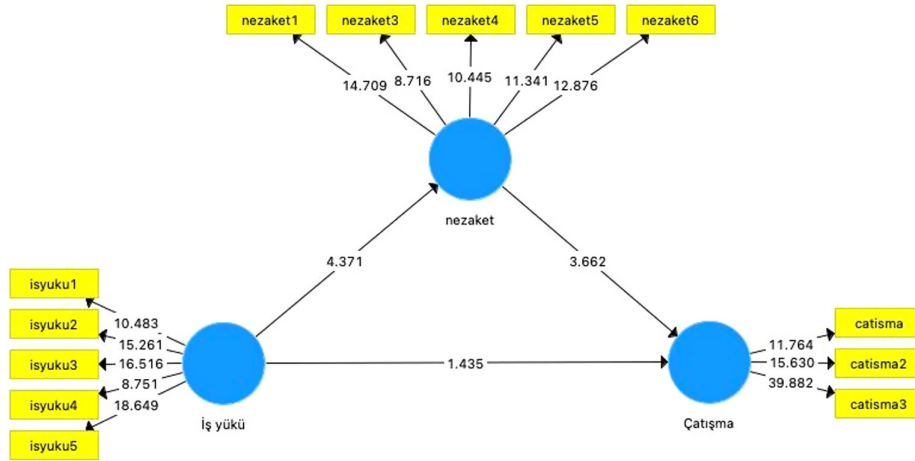 nezaket1
nezaket3
nezaket4
nezaket5
nezaket6
14.709
8.716
10.445
11.341
12.876
nezaket
4.371
3.662
isyuku1
isyuku2
isyuku3
isyuku4
isyuku5
10.483
15.261
16.516
8.751
18.649
İş yükü
1.435
Çatışma
11.764
15.630
39.882
catisma
catisma2
catisma3